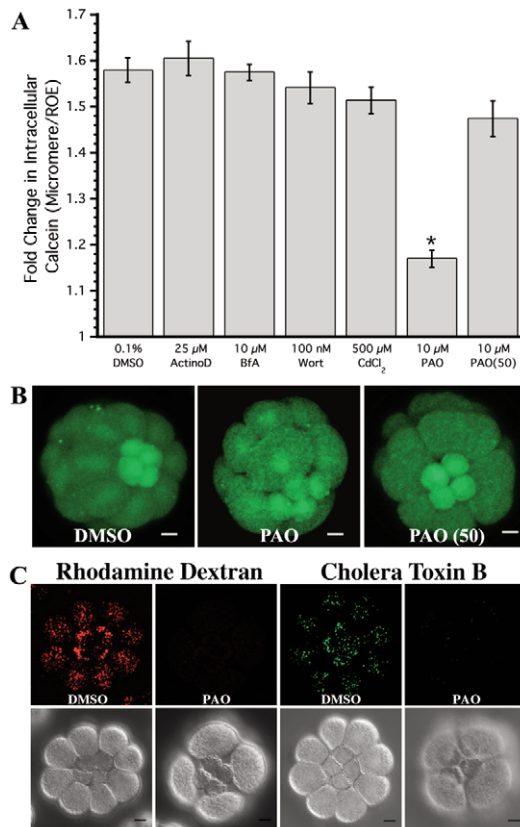 A
Fold Change in Intracellular
Calcein (Micromere/ROE)
1.7
1.6
1.5
1.4
1.3
1.2
1.1
1
*
0.1%
DMSO
25 µM
ActinoD
10 µM
BfA
100 nM
Wort
500 µM
CdCl₂
10 µM
PAO
10 µM
PAO(50)
B
DMSO
PAO
PAO (50)
C
Rhodamine Dextran
Cholera Toxin B
DMSO
PAO
DMSO
PAO